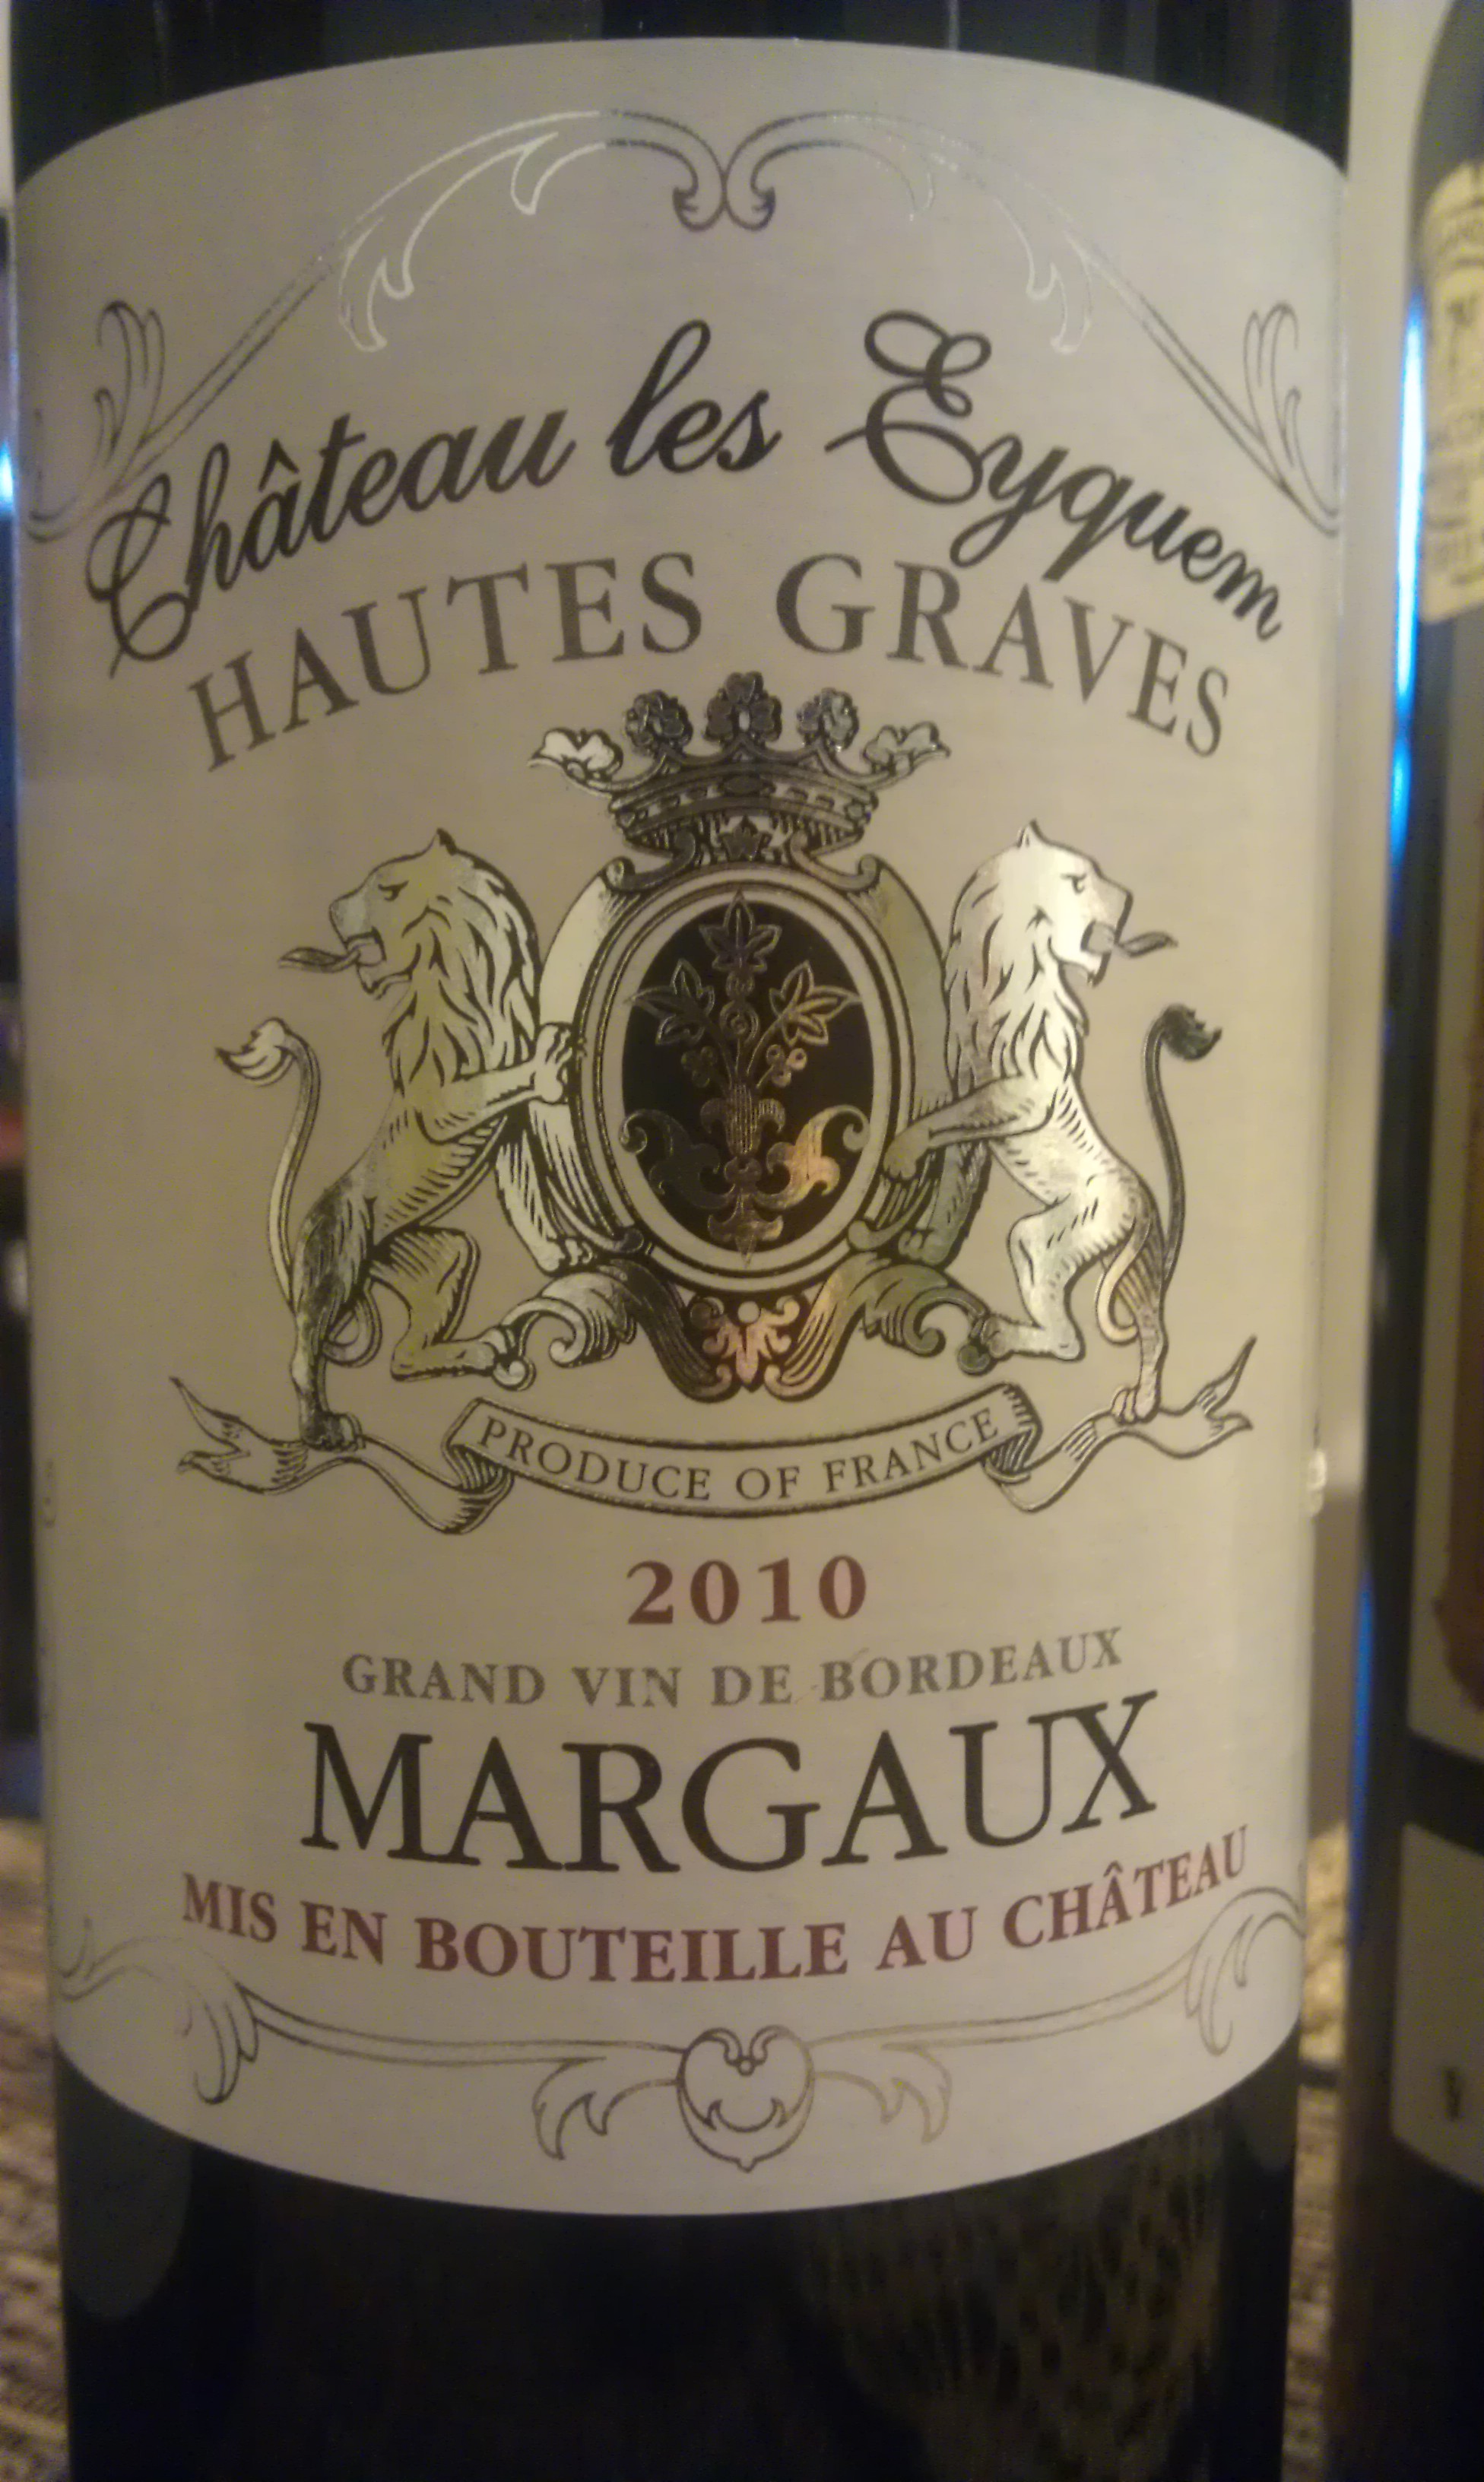 Château les Eyquem
HAUTES GRAVES
PRODUCE OF FRANCE
2010
GRAND VIN DE BORDEAUX
MARGAUX
MIS EN BOUTEILLE AU CHÂTEAU